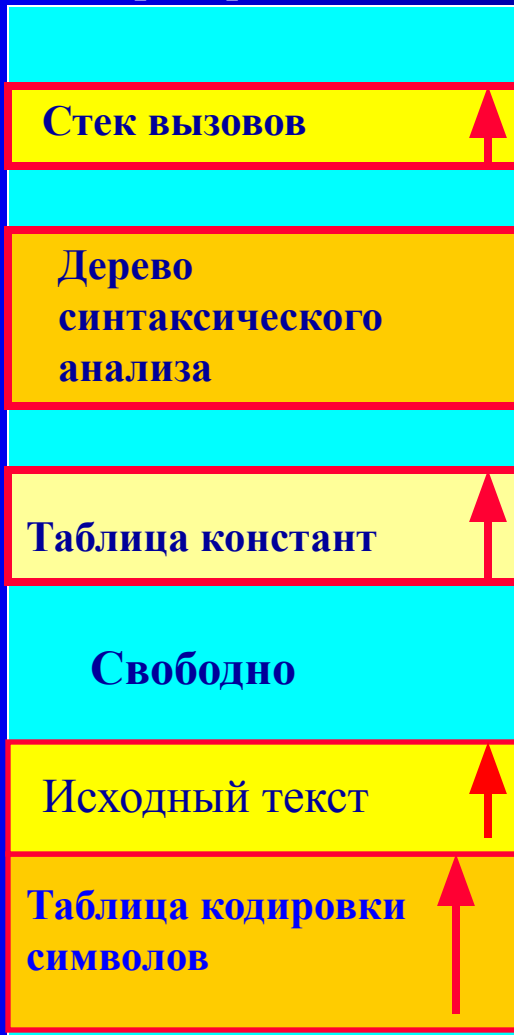 Стек вызовов
Дерево
синтаксического
анализа
Таблица констант
Свободно
Исходный текст
Таблица кодировки
символов